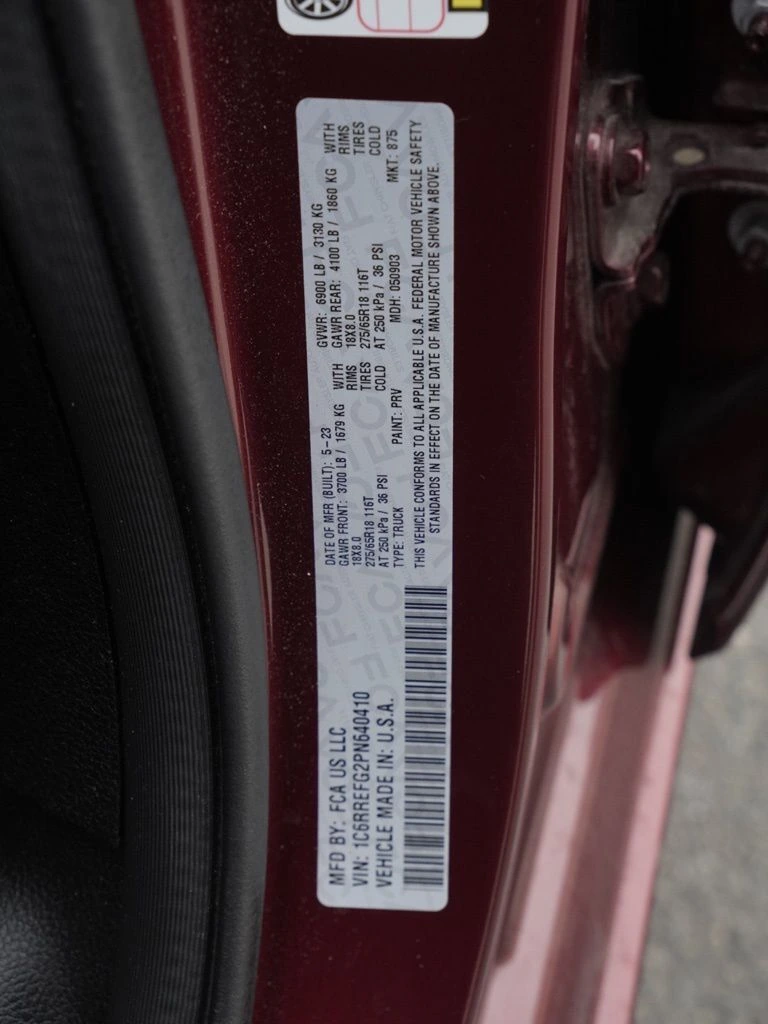 MFD BY: FCA US LLC
VIN: 1C6RREFG2PN640410
VEHICLE MADE IN: U.S.A.
DATE OF MFR (BUILT): 5-23 GVWR: 6900 LB / 3130 KG
GAWR FRONT: 3700 LB / 1679 KG WITH GAWR REAR: 4100 LB / 1860 KG WITH
18X8.0 RIMS 18X8.0 RIMS
275/65R18 116T TIRES 275/65R18 116T TIRES
AT 250 kPa / 36 PSI COLD AT 250 kPa / 36 PSI COLD
TYPE: TRUCK PAINT: PRV MDH: 050903 MKT: 875
THIS VEHICLE CONFORMS TO ALL APPLICABLE U.S.A. FEDERAL MOTOR VEHICLE SAFETY
STANDARDS IN EFFECT ON THE DATE OF MANUFACTURE SHOWN ABOVE.